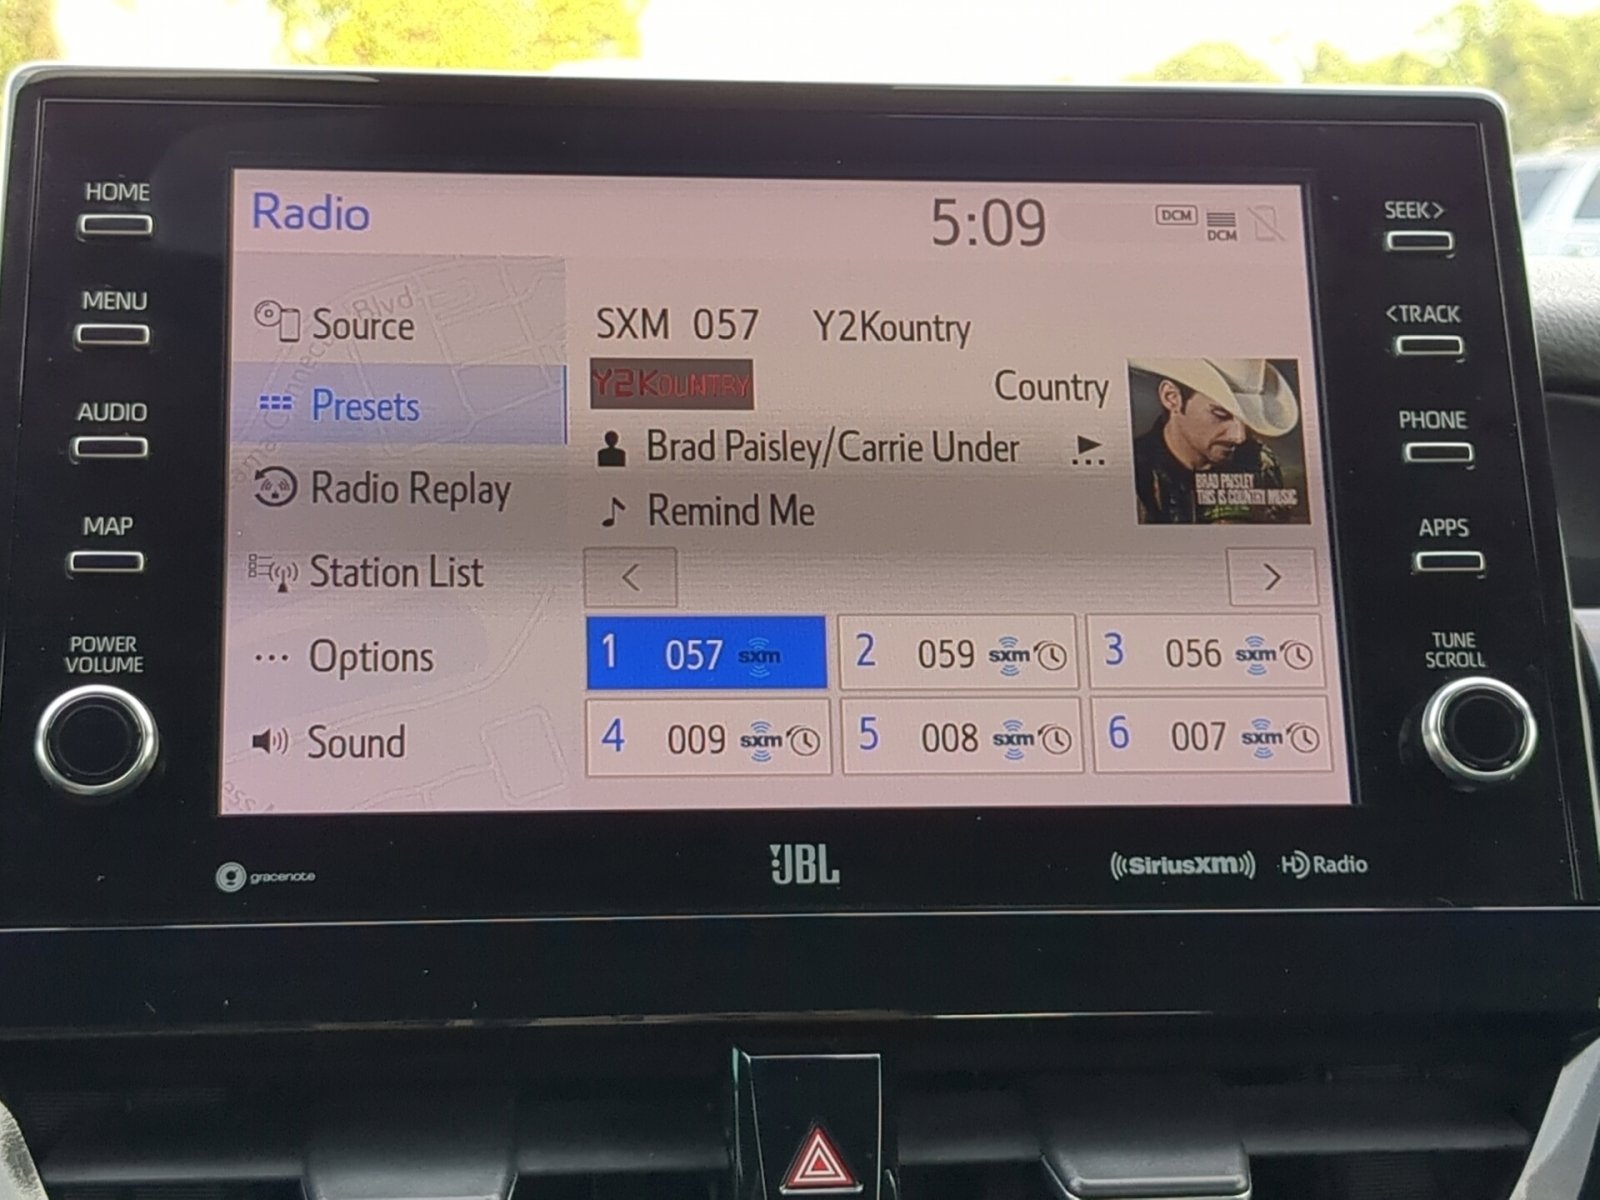 HOME
MENU
AUDIO
MAP
POWER
VOLUME
Radio
5:09
DCM
DCM
Source
Blvd
Presets
Radio Replay
Station List
Options
Sound
SXM 057 Y2Kountry
Y2KOUNTRY
Country
Brad Paisley/Carrie Under
Remind Me
BRAD PAISLEY
THIS IS COUNTRY MUSIC
<
>
1 057 sxm
2 059 sxm
3 056 sxm
4 009 sxm
5 008 sxm
6 007 sxm
SEEK>
<TRACK
PHONE
APPS
TUNE
SCROLL
gracenote
JBL
((SiriusXM))
HD Radio